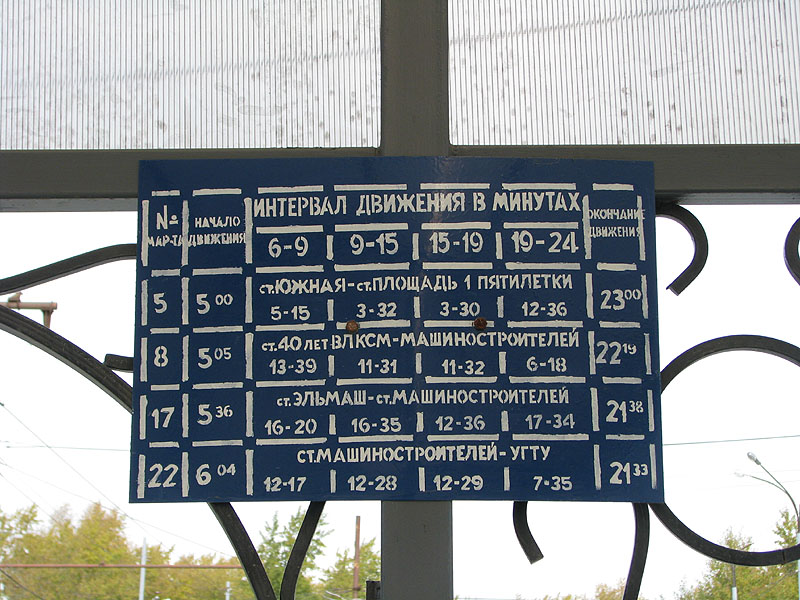 № МАР-ТА НАЧАЛО ДВИЖЕНИЯ ИНТЕРВАЛ ДВИЖЕНИЯ В МИНУТАХ ОКОНЧАНИЕ ДВИЖЕНИЯ
6-9 9-15 15-19 19-24
ст.ЮЖНАЯ-ст.ПЛОЩАДЬ 1 ПЯТИЛЕТКИ
5 5 00 5-15 3-32 3-30 12-36 23 00
ст.40 ЛЕТ ВЛКСМ-МАШИНОСТРОИТЕЛЕЙ
8 5 05 13-39 11-31 11-32 6-18 22 19
ст.ЭЛЬМАШ-ст.МАШИНОСТРОИТЕЛЕЙ
17 5 36 16-20 16-35 12-36 17-34 21 38
СТ.МАШИНОСТРОИТЕЛЕЙ-УГТУ
22 6 04 12-17 12-28 12-29 7-35 21 33